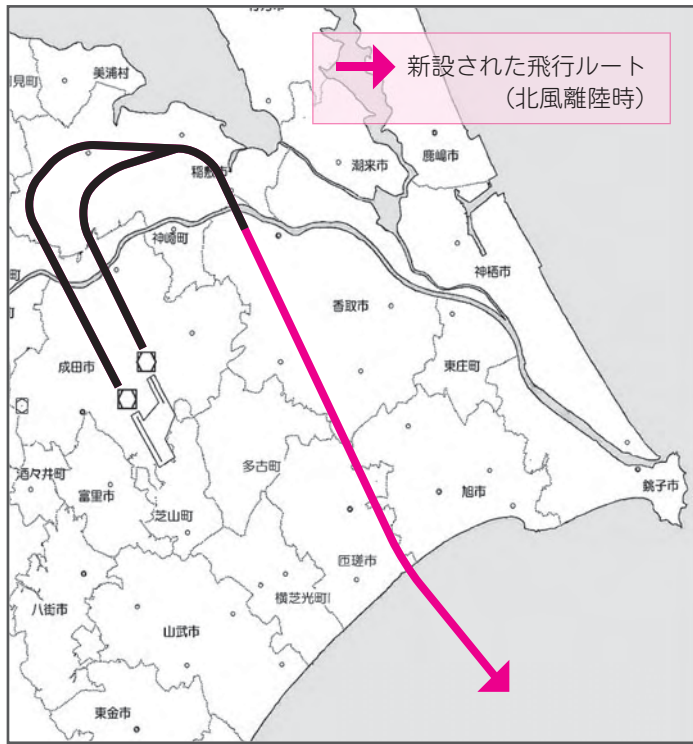 新設された飛行ルート
（北風離陸時）
美浦村
稲敷市
潮来市
鹿嶋市
神崎町
神栖市
香取市
成田市
東庄町
多古町
酒々井町
富里市
旭市
銚子市
芝山町
匝瑳市
横芝光町
八街市
山武市
東金市